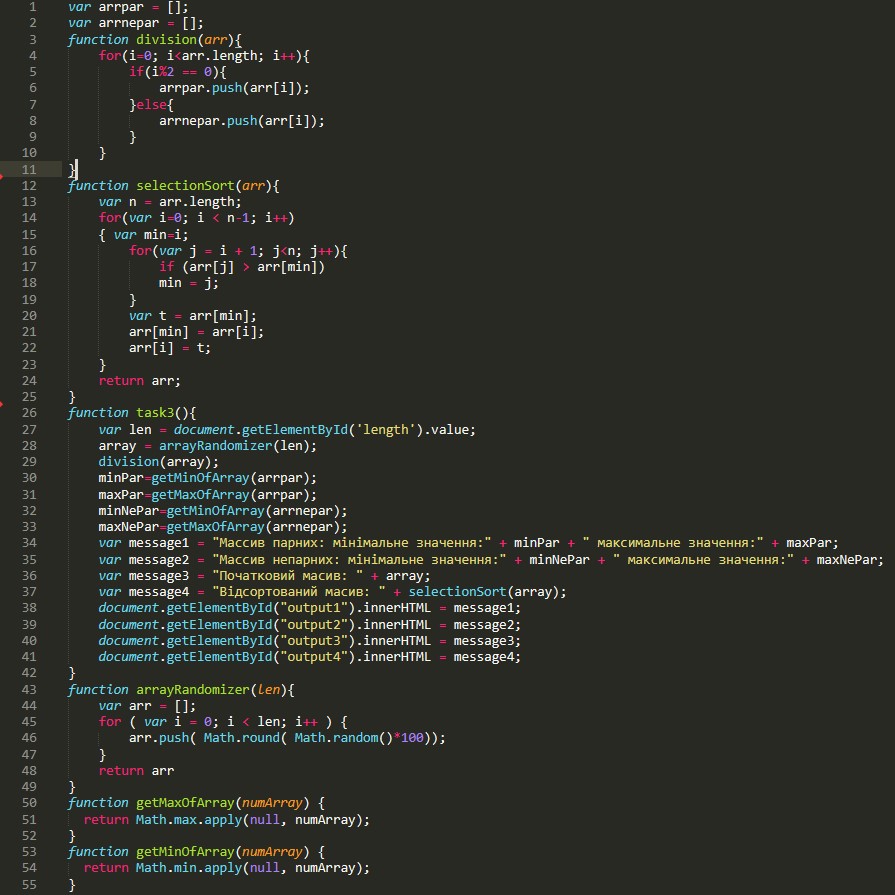 1 var arrpar = [];
2 var arrnepar = [];
3 function division(arr){
4 for(i=0; i<arr.length; i++){
5 if(i%2 == 0){
6 arrpar.push(arr[i]);
7 }else{
8 arrnepar.push(arr[i]);
9 }
10 }
11 }
12 function selectionSort(arr){
13 var n = arr.length;
14 for(var i=0; i < n-1; i++)
15 { var min=i;
16 for(var j = i + 1; j<n; j++){
17 if (arr[j] > arr[min])
18 min = j;
19 }
20 var t = arr[min];
21 arr[min] = arr[i];
22 arr[i] = t;
23 }
24 return arr;
25 }
26 function task3(){
27 var len = document.getElementById('length').value;
28 array = arrayRandomizer(len);
29 division(array);
30 minPar=getMinOfArray(arrpar);
31 maxPar=getMaxOfArray(arrpar);
32 minNePar=getMinOfArray(arrnepar);
33 maxNePar=getMaxOfArray(arrnepar);
34 var message1 = "Массив парних: мінімальне значення:" + minPar + " максимальне значення:" + maxPar;
35 var message2 = "Массив непарних: мінімальне значення:" + minNePar + " максимальне значення:" + maxNePar;
36 var message3 = "Початковий масив: " + array;
37 var message4 = "Відсортований масив: " + selectionSort(array);
38 document.getElementById("output1").innerHTML = message1;
39 document.getElementById("output2").innerHTML = message2;
40 document.getElementById("output3").innerHTML = message3;
41 document.getElementById("output4").innerHTML = message4;
42 }
43 function arrayRandomizer(len){
44 var arr = [];
45 for ( var i = 0; i < len; i++ ) {
46 arr.push( Math.round( Math.random()*100));
47 }
48 return arr
49 }
50 function getMaxOfArray(numArray) {
51 return Math.max.apply(null, numArray);
52 }
53 function getMinOfArray(numArray) {
54 return Math.min.apply(null, numArray);
55 }